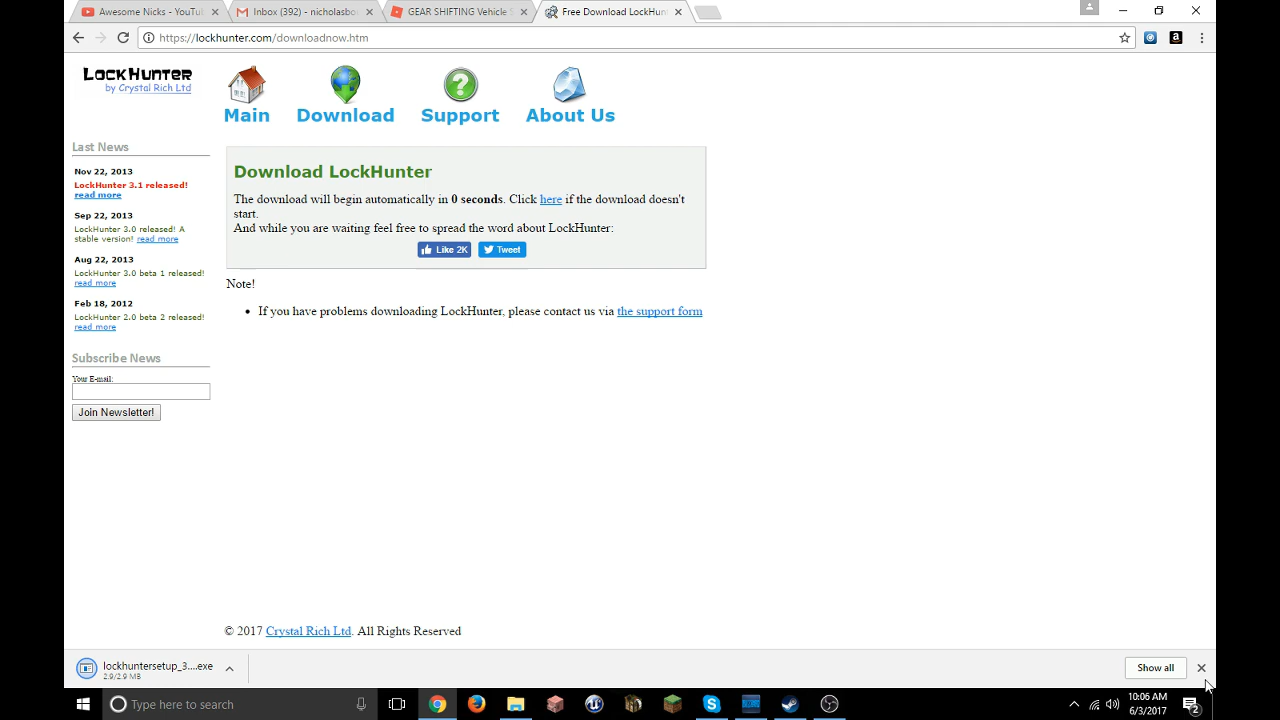 Awesome Nicks - YouTu
Inbox (392) - nicholasbo
GEAR SHIFTING Vehicle S
Free Download LockHunt
https://lockhunter.com/downloadnow.htm
LockHunter
by Crystal Rich Ltd
Main
Download
Support
About Us
Last News
Nov 22, 2013
LockHunter 3.1 released!
read more
Sep 22, 2013
LockHunter 3.0 released! A
stable version! read more
Aug 22, 2013
LockHunter 3.0 beta 1 released!
read more
Feb 18, 2012
LockHunter 2.0 beta 2 released!
read more
Subscribe News
Your E-mail:
Join Newsletter!
Download LockHunter
The download will begin automatically in 0 seconds. Click here if the download doesn't
start.
And while you are waiting feel free to spread the word about LockHunter:
Like 2K
Tweet
Note!
• If you have problems downloading LockHunter, please contact us via the support form
© 2017 Crystal Rich Ltd. All Rights Reserved
lockhuntersetup_3....exe
2.9/2.9 MB
Show all
Type here to search
10:06 AM
6/3/2017
2